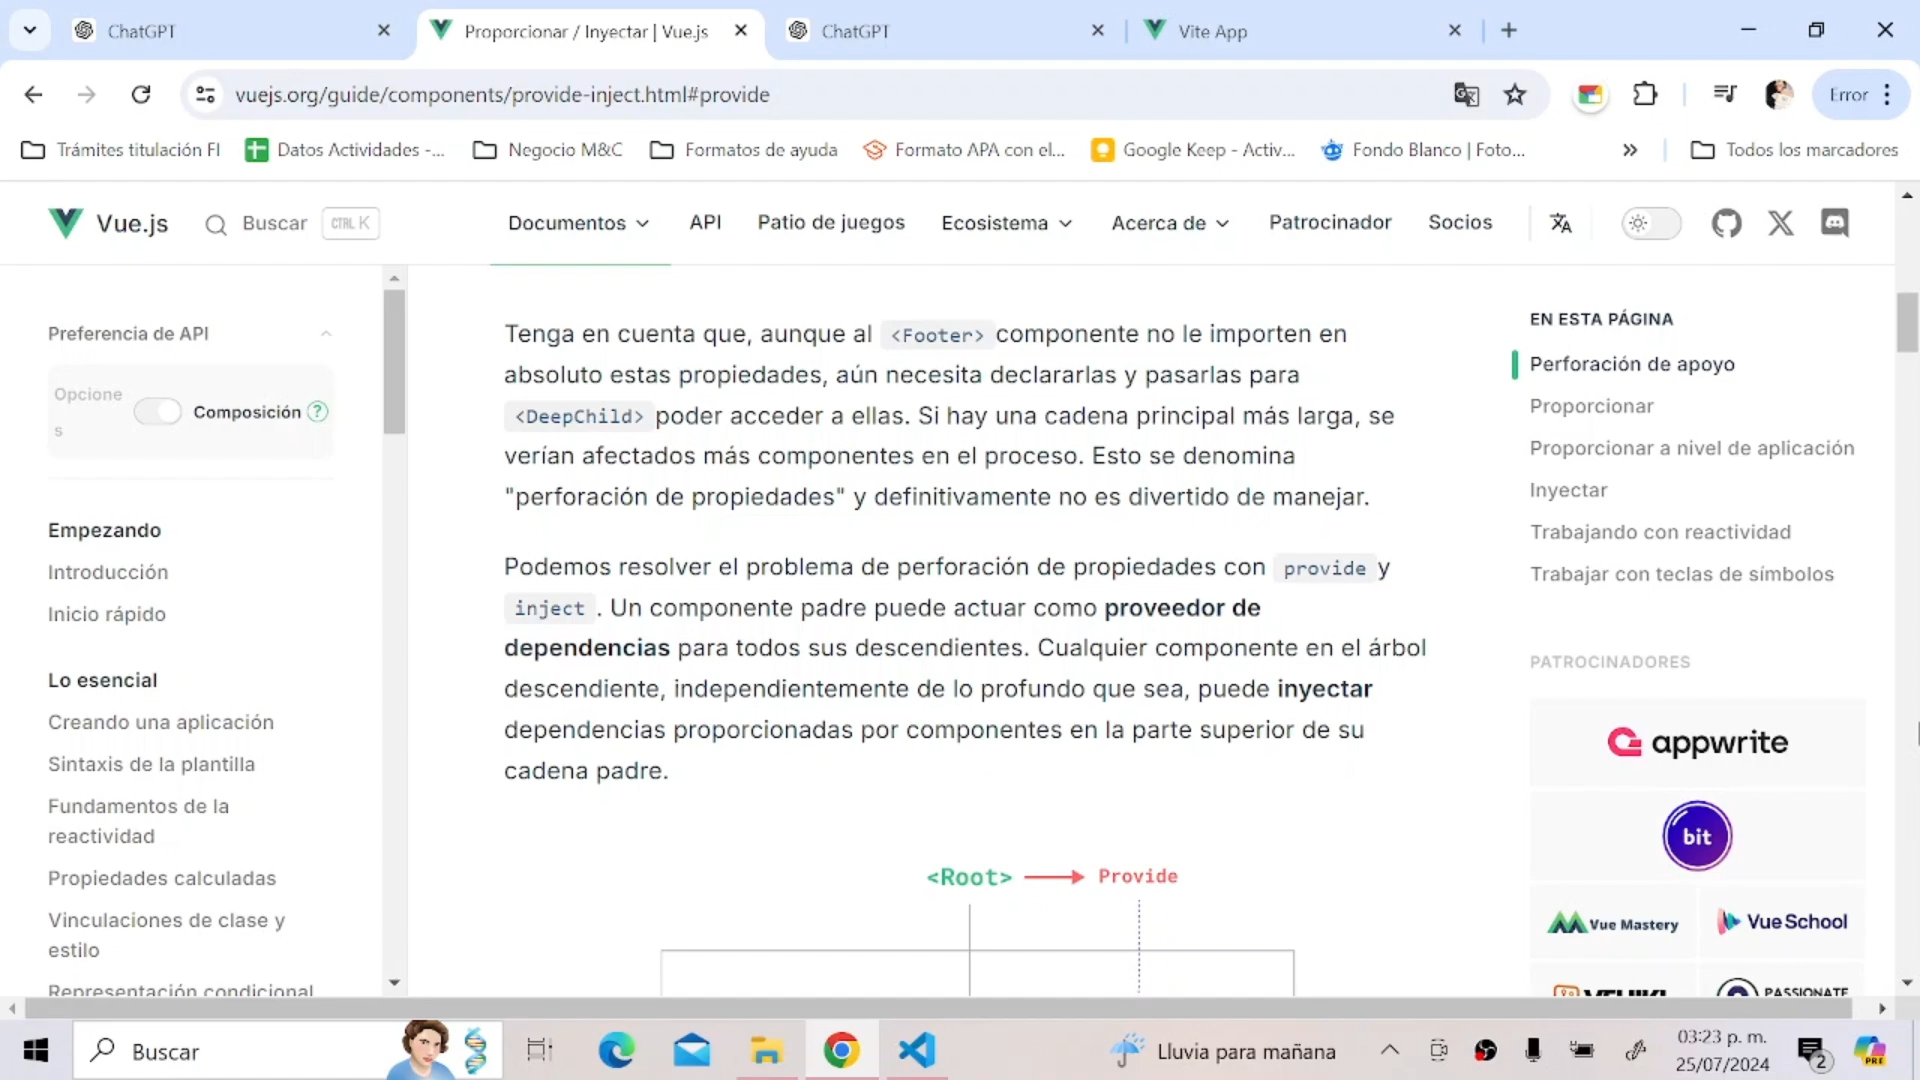 ChatGPT
Proporcionar / Inyectar | Vue.js
ChatGPT
Vite App
vuejs.org/guide/components/provide-inject.html#provide
Error
Trámites titulación FI
Datos Actividades -...
Negocio M&C
Formatos de ayuda
Formato APA con el...
Google Keep - Activ...
Fondo Blanco | Foto...
Todos los marcadores
Vue.js
Buscar
CTRL K
Documentos
API
Patio de juegos
Ecosistema
Acerca de
Patrocinador
Socios
Preferencia de API
Opcione
s
Composición
?
Empezando
Introducción
Inicio rápido
Lo esencial
Creando una aplicación
Sintaxis de la plantilla
Fundamentos de la
reactividad
Propiedades calculadas
Vinculaciones de clase y
estilo
Representación condicional
Tenga en cuenta que, aunque al <Footer> componente no le importen en
absoluto estas propiedades, aún necesita declararlas y pasarlas para
<DeepChild> poder acceder a ellas. Si hay una cadena principal más larga, se
verían afectados más componentes en el proceso. Esto se denomina
"perforación de propiedades" y definitivamente no es divertido de manejar.
Podemos resolver el problema de perforación de propiedades con provide y
inject . Un componente padre puede actuar como proveedor de
dependencias para todos sus descendientes. Cualquier componente en el árbol
descendiente, independientemente de lo profundo que sea, puede inyectar
dependencias proporcionadas por componentes en la parte superior de su
cadena padre.
<Root>
Provide
EN ESTA PÁGINA
Perforación de apoyo
Proporcionar
Proporcionar a nivel de aplicación
Inyectar
Trabajando con reactividad
Trabajar con teclas de símbolos
PATROCINADORES
appwrite
bit
Vue Mastery
Vue School
PASSIONATE
Buscar
Lluvia para mañana
03:23 p. m.
25/07/2024
2
PRE